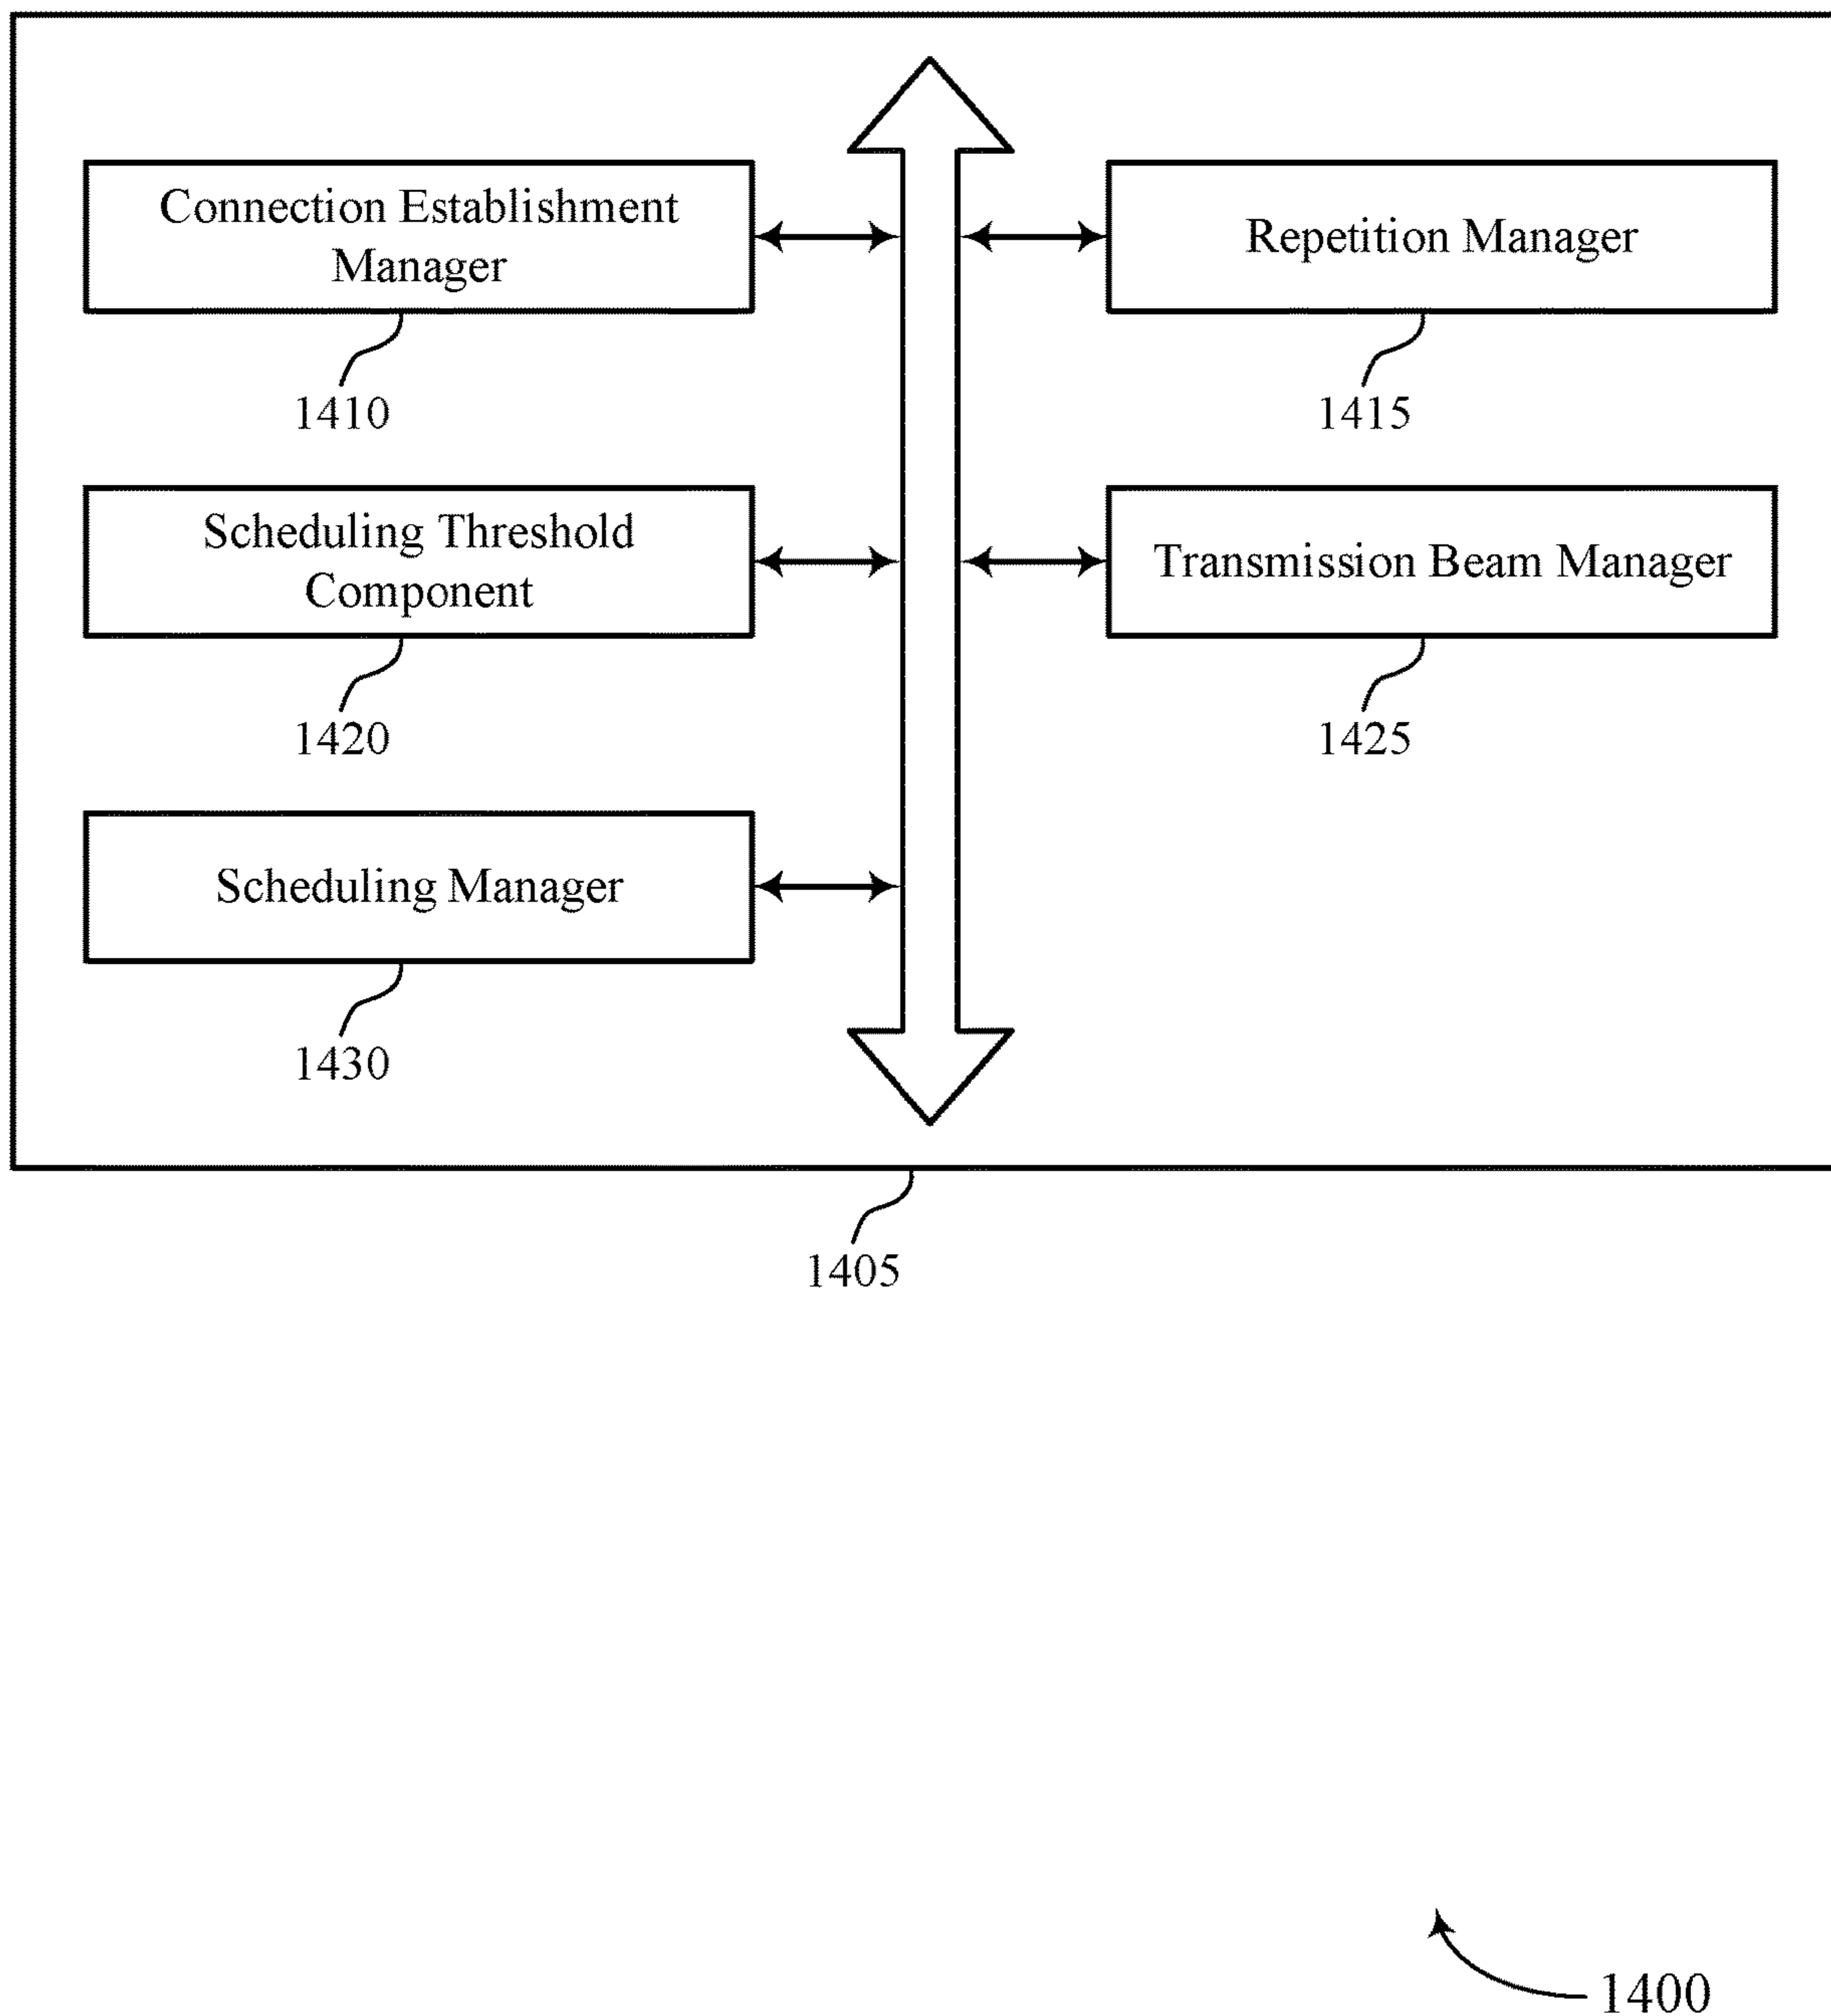 Connection Establishment
Manager
1410
Repetition Manager
1415
Scheduling Threshold
Component
1420
Transmission Beam Manager
1425
Scheduling Manager
1430
1405
1400